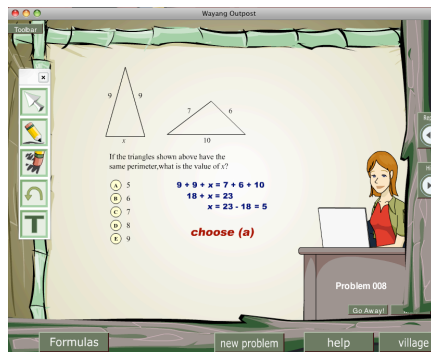 Wayang Outpost
Toolbar
x
9 9
x
7 6
10
If the triangles shown above have the
same perimeter,what is the value of x?
A 5
B 6
C 7
D 8
E 9
9 + 9 + x = 7 + 6 + 10
18 + x = 23
x = 23 - 18 = 5
choose (a)
T
Problem 008
Go Away!
Formulas
new problem
help
village